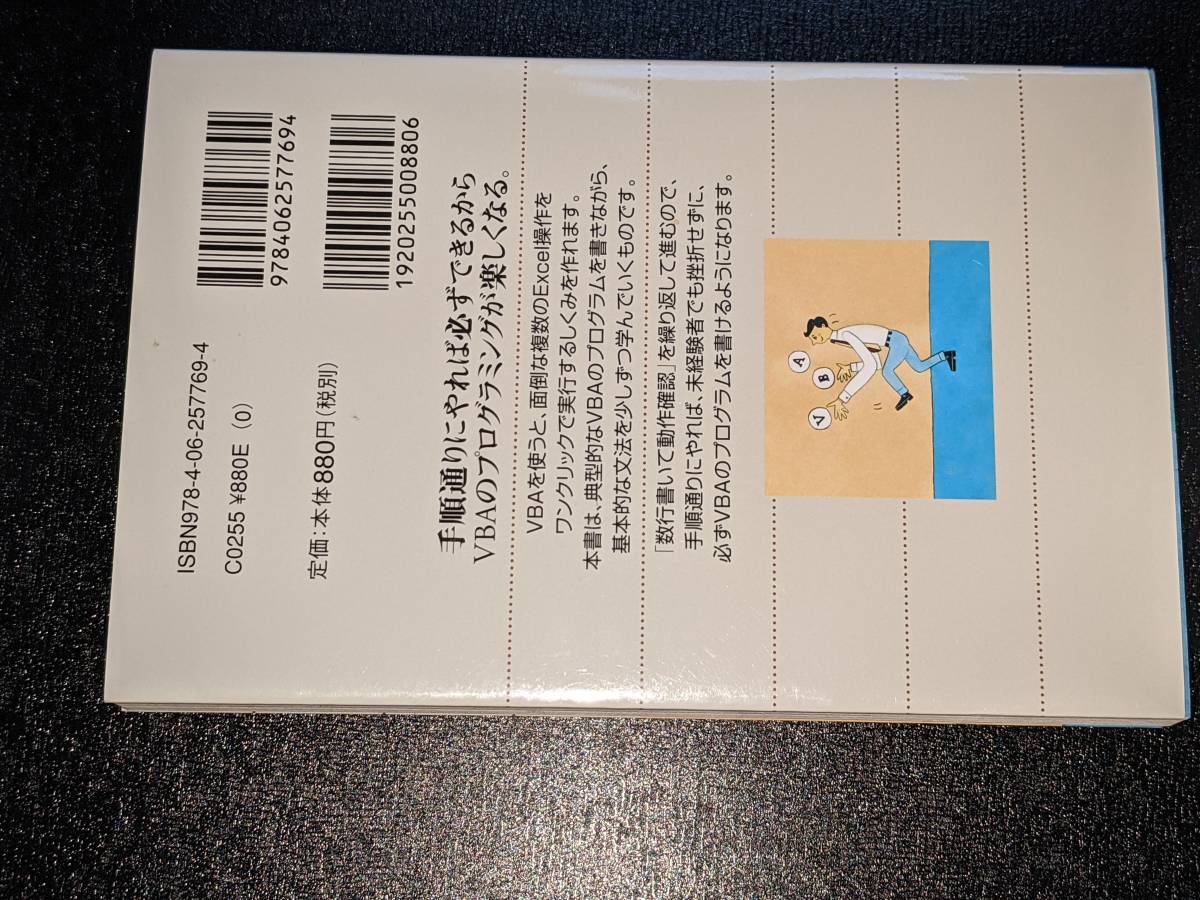 9784062577694
1920255008806
ISBN978-4-06-257769-4
C0255 ¥880E (0)
定価:本体880円(税別)
手順通りにやれば必ずできるから
VBAのプログラミングが楽しくなる。
VBAを使うと、面倒な複数のExcel操作を
ワンクリックで実行するしくみを作れます。
本書は、典型的なVBAのプログラムを書きながら、
基本的な文法を少しずつ学んでいくものです。
「数行書いて動作確認」を繰り返して進むので、
手順通りにやれば、未経験者でも挫折せずに、
必ずVBAのプログラムを書けるようになります。
V
B
A